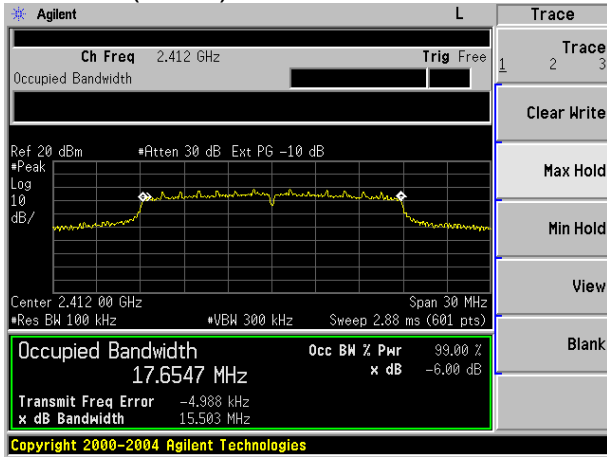 Agilent L Trace
Ch Freq 2.412 GHz Trig Free
Occupied Bandwidth
Trace
1 2 3
Clear Write
Max Hold
Min Hold
View
Blank
Ref 20 dBm #Atten 30 dB Ext PG -10 dB
#Peak
Log
10
dB/
Center 2.412 00 GHz Span 30 MHz
#Res BW 100 kHz #VBW 300 kHz Sweep 2.88 ms (601 pts)
Occupied Bandwidth Occ BW % Pwr 99.00 %
17.6547 MHz x dB -6.00 dB
Transmit Freq Error -4.988 kHz
x dB Bandwidth 15.503 MHz
Copyright 2000-2004 Agilent Technologies